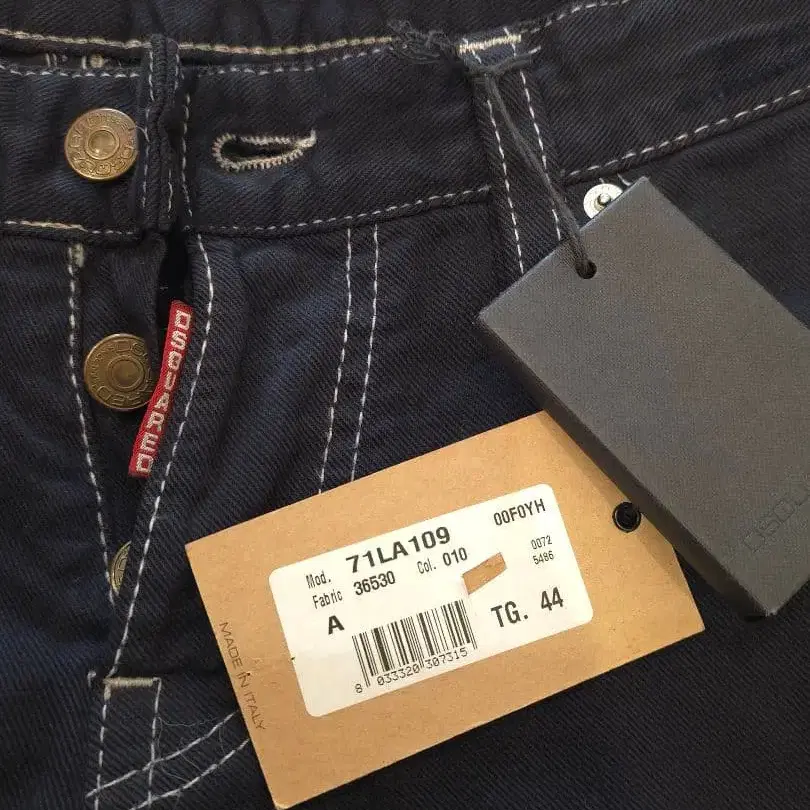 DSQUARED
Mod. 71LA109 00F0YH
Fabric 36530 Col. 010 0072
5486
A TG. 44
8 033320 307315
MADE IN ITALY